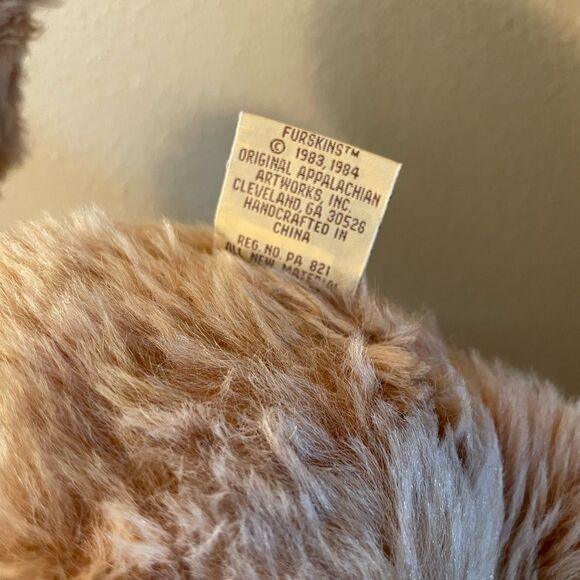 FURSKINS™
© 1983, 1984
ORIGINAL APPALACHIAN
ARTWORKS, INC.
CLEVELAND, GA 30528
HANDCRAFTED IN
CHINA
REG. NO. PA 821
ALL NEW MATERIAL